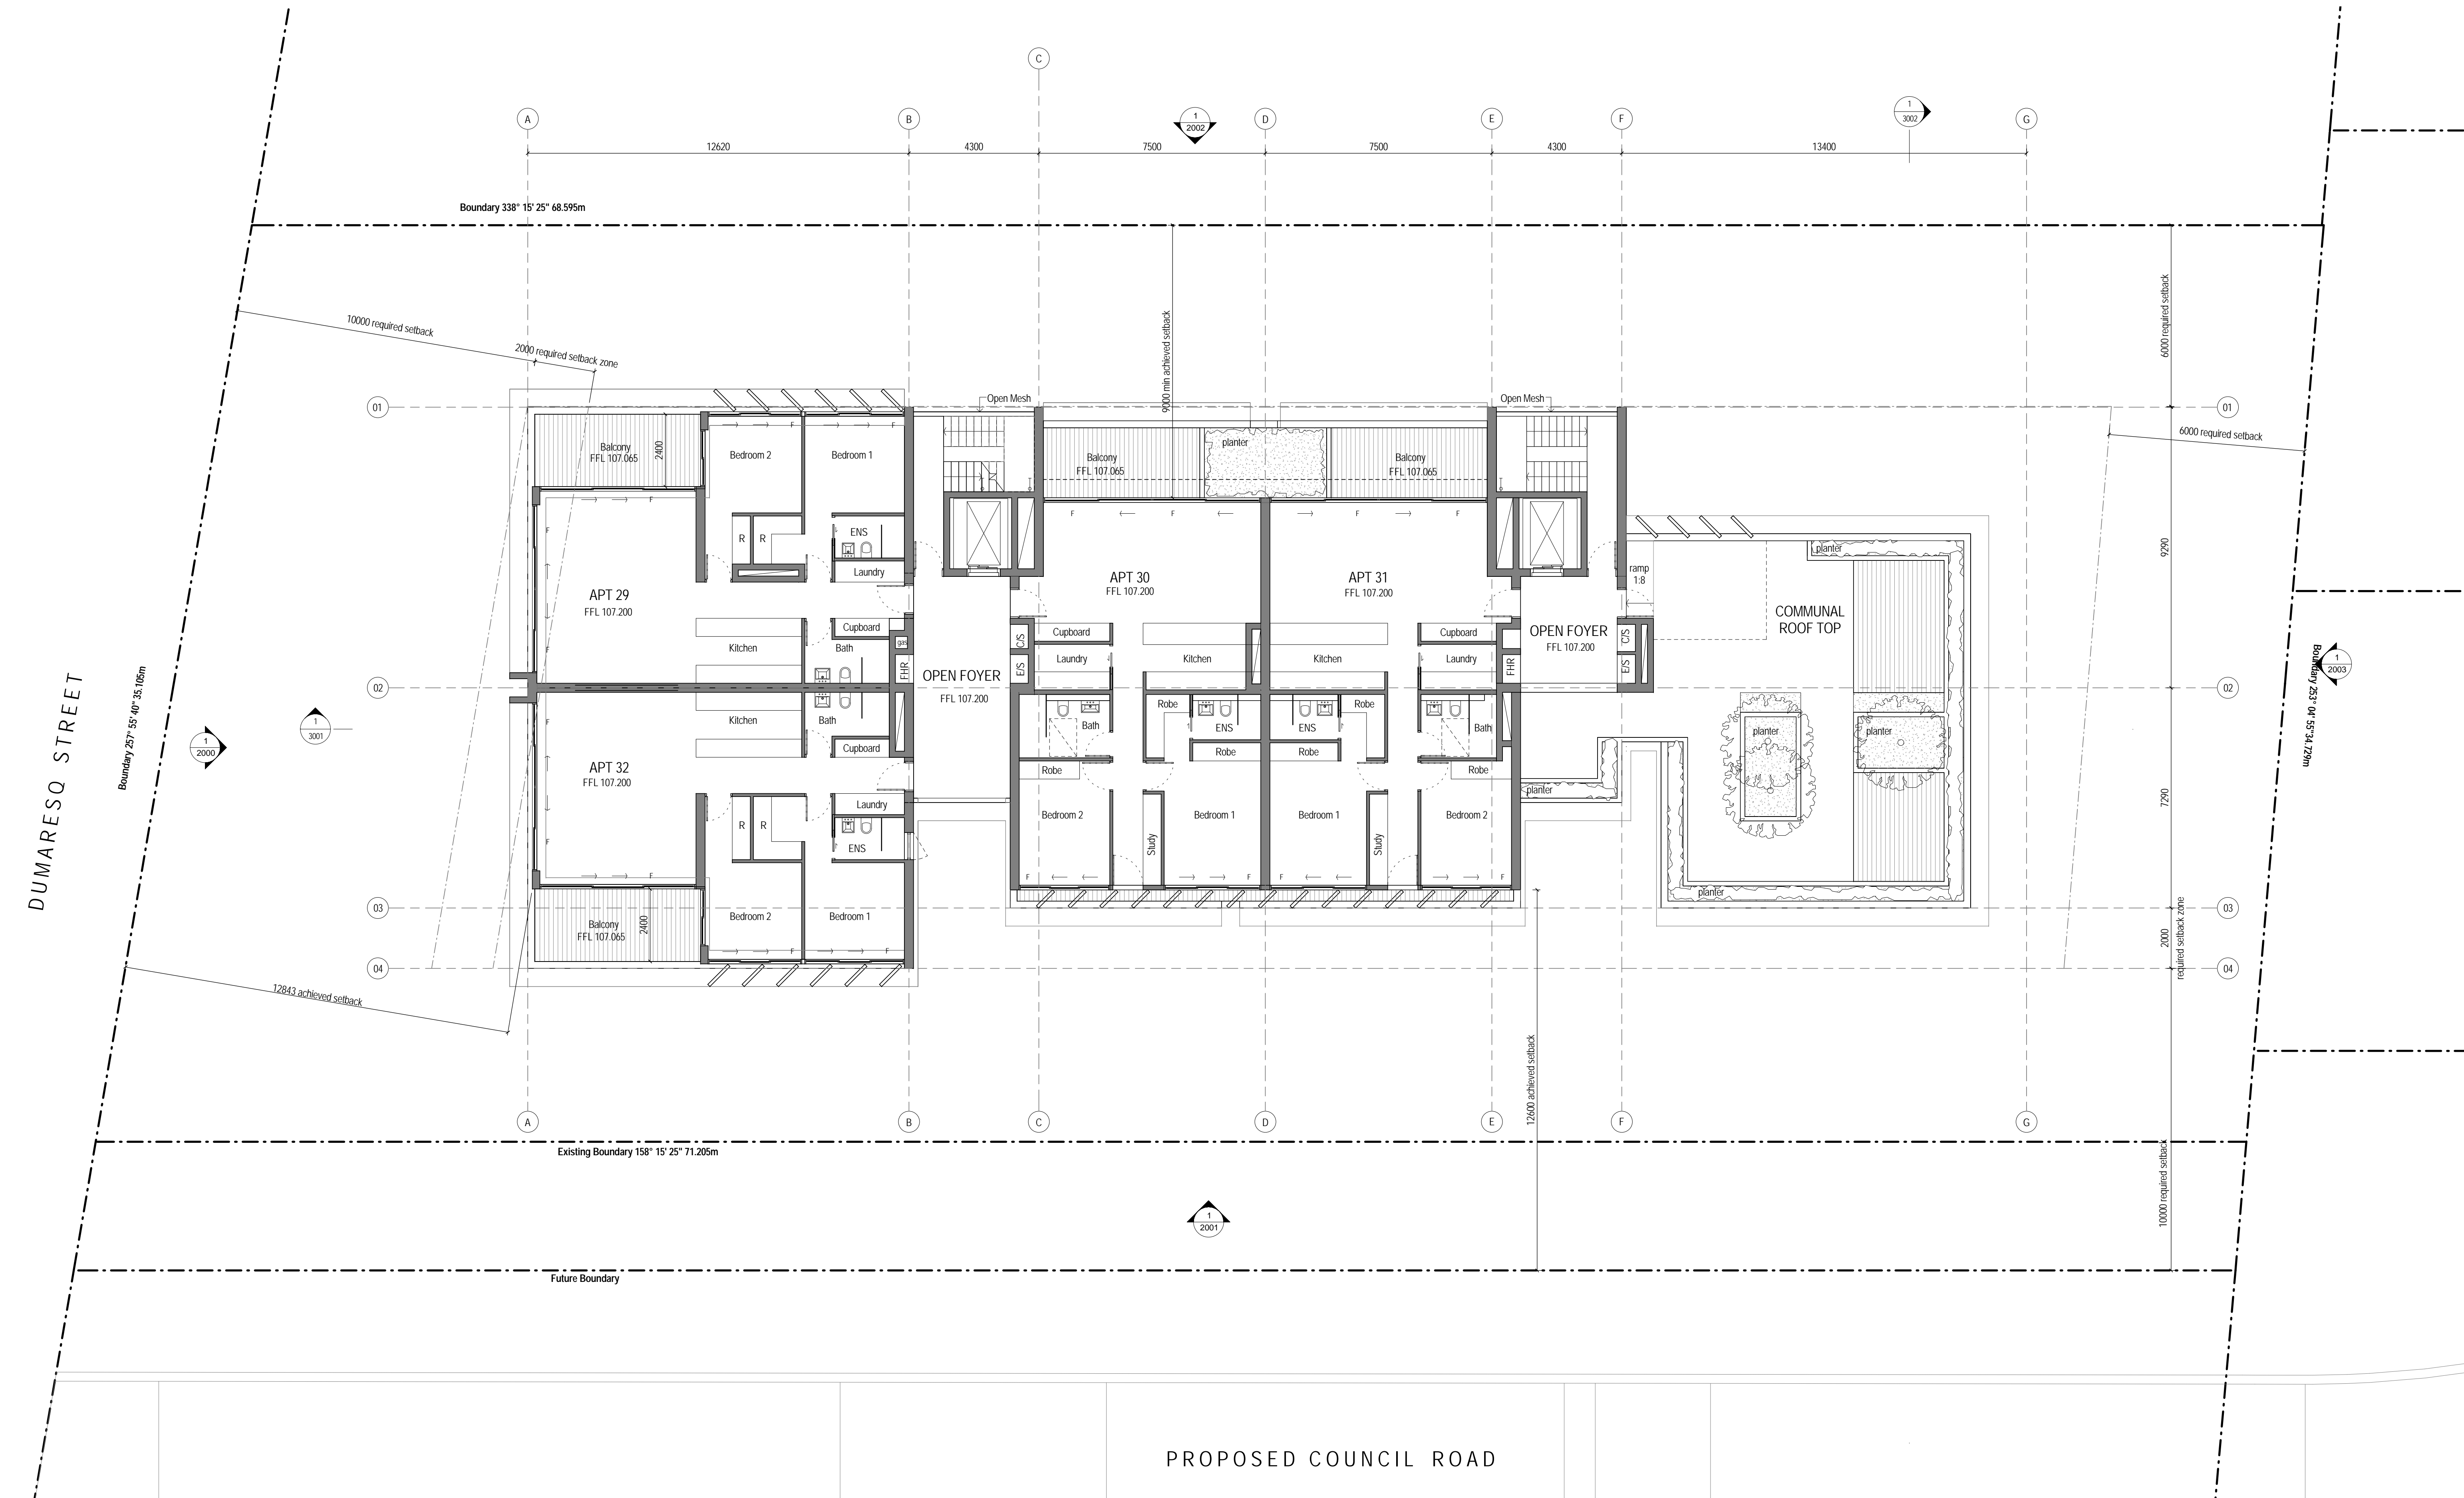 C
A
B
1
2002
D
E
F
1
3002
G
12620
4300
7500
7500
4300
13400
Boundary 338° 15' 25" 68.595m
10000 required setback
2000 required setback zone
9000 min achieved setback
6000 required setback
01
Open Mesh
Open Mesh
01
6000 required setback
Balcony
FFL 107.065
2400
Bedroom 2
Bedroom 1
F
F
F
Balcony
FFL 107.065
planter
Balcony
FFL 107.065
F
F
F
F
R
R
ENS
Laundry
F
F
APT 29
FFL 107.200
APT 30
FFL 107.200
APT 31
FFL 107.200
ramp
1:8
planter
COMMUNAL
ROOF TOP
9290
Cupboard
gas
Kitchen
Bath
FHR
OPEN FOYER
FFL 107.200
C/S
E/S
Cupboard
Laundry
Kitchen
Kitchen
Cupboard
Laundry
FHR
OPEN FOYER
FFL 107.200
C/S
E/S
DUMARESQ STREET
Boundary 257° 55' 40" 35.105m
Boundary 253° 04' 55"34.729m
1
2003
02
02
1
2000
1
3001
F
F
Kitchen
Bath
Cupboard
APT 32
FFL 107.200
Laundry
R
R
ENS
F
Bath
Robe
ENS
Robe
Robe
ENS
Robe
Robe
Bath
Robe
planter
planter
planter
planter
Bedroom 2
Study
Bedroom 1
Bedroom 1
Study
Bedroom 2
7290
F
F
F
F
03
Balcony
FFL 107.065
2400
Bedroom 2
Bedroom 1
F
F
03
2000
required setback zone
04
04
12843 achieved setback
12600 achieved setback
A
B
C
D
E
F
G
Existing Boundary 158° 15' 25" 71.205m
10000 required setback
1
2001
Future Boundary
PROPOSED COUNCIL ROAD